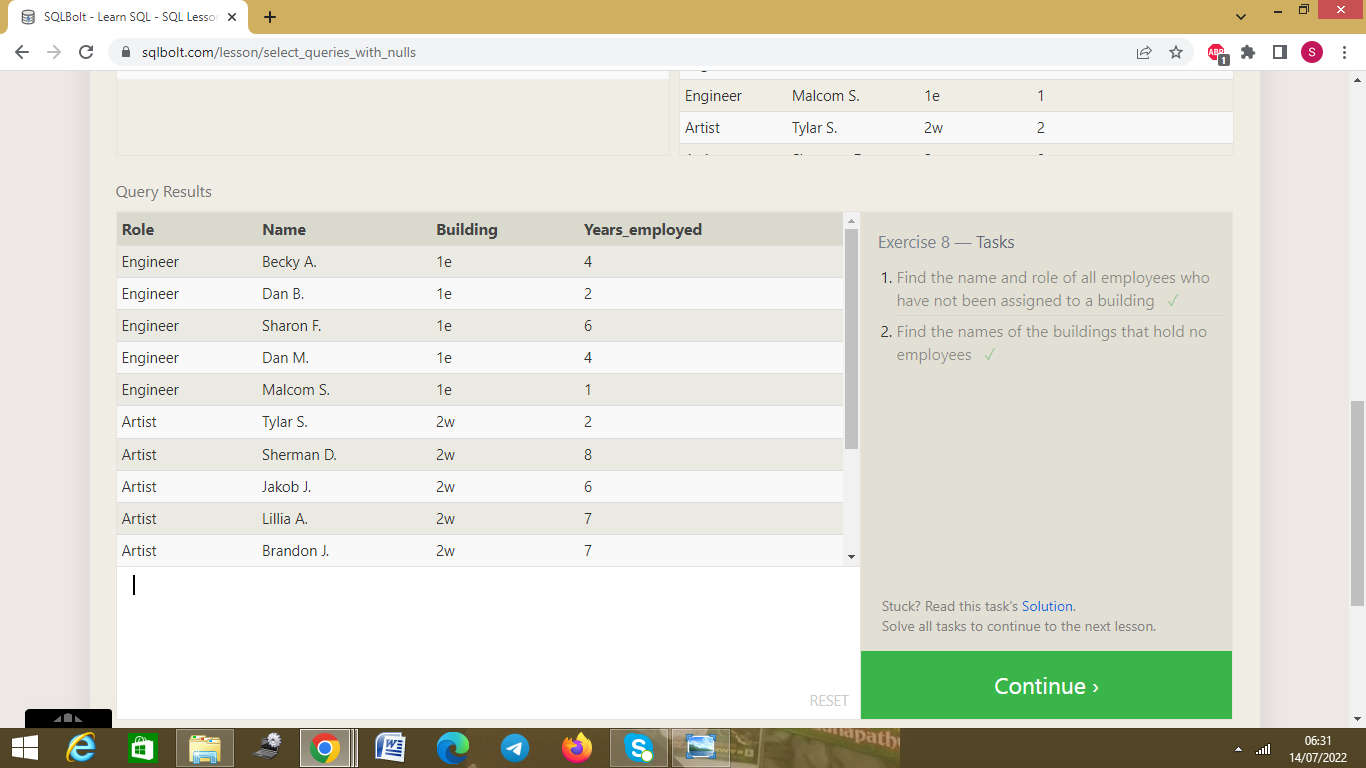 SQLBolt - Learn SQL - SQL Lesson
sqlbolt.com/lesson/select_queries_with_nulls
ABP
1
S
Engineer Malcom S. 1e 1
Artist Tylar S. 2w 2
Query Results
Role Name Building Years_employed
Engineer Becky A. 1e 4
Engineer Dan B. 1e 2
Engineer Sharon F. 1e 6
Engineer Dan M. 1e 4
Engineer Malcom S. 1e 1
Artist Tylar S. 2w 2
Artist Sherman D. 2w 8
Artist Jakob J. 2w 6
Artist Lillia A. 2w 7
Artist Brandon J. 2w 7
RESET
Exercise 8 — Tasks
1. Find the name and role of all employees who
have not been assigned to a building ✓
2. Find the names of the buildings that hold no
employees ✓
Stuck? Read this task's Solution.
Solve all tasks to continue to the next lesson.
Continue ›
06:31
14/07/2022